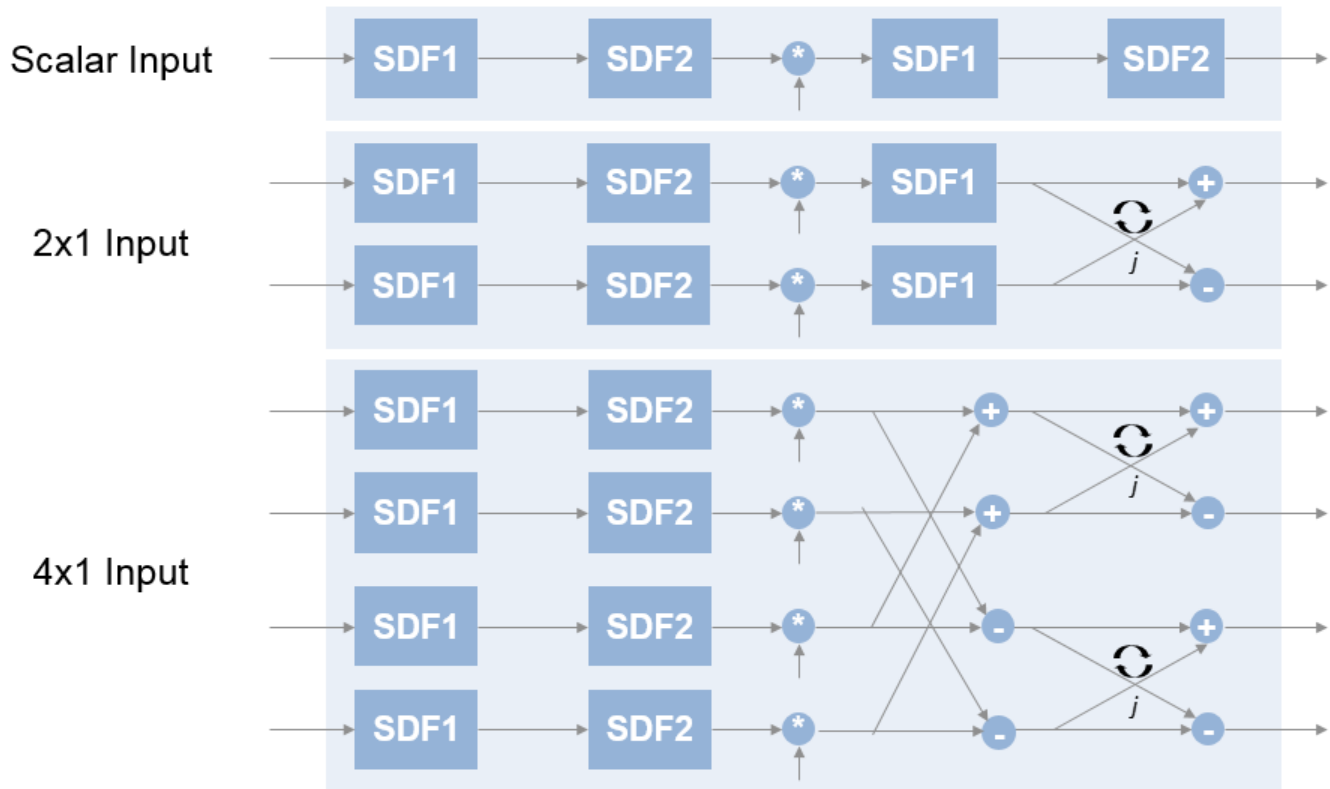 Scalar Input SDF1 SDF2 * SDF1 SDF2
SDF1 SDF2 * SDF1 +
2x1 Input
j
SDF1 SDF2 * SDF1 -
SDF1 SDF2 * + +
j
SDF1 SDF2 * + -
4x1 Input
SDF1 SDF2 * - +
j
SDF1 SDF2 * - -